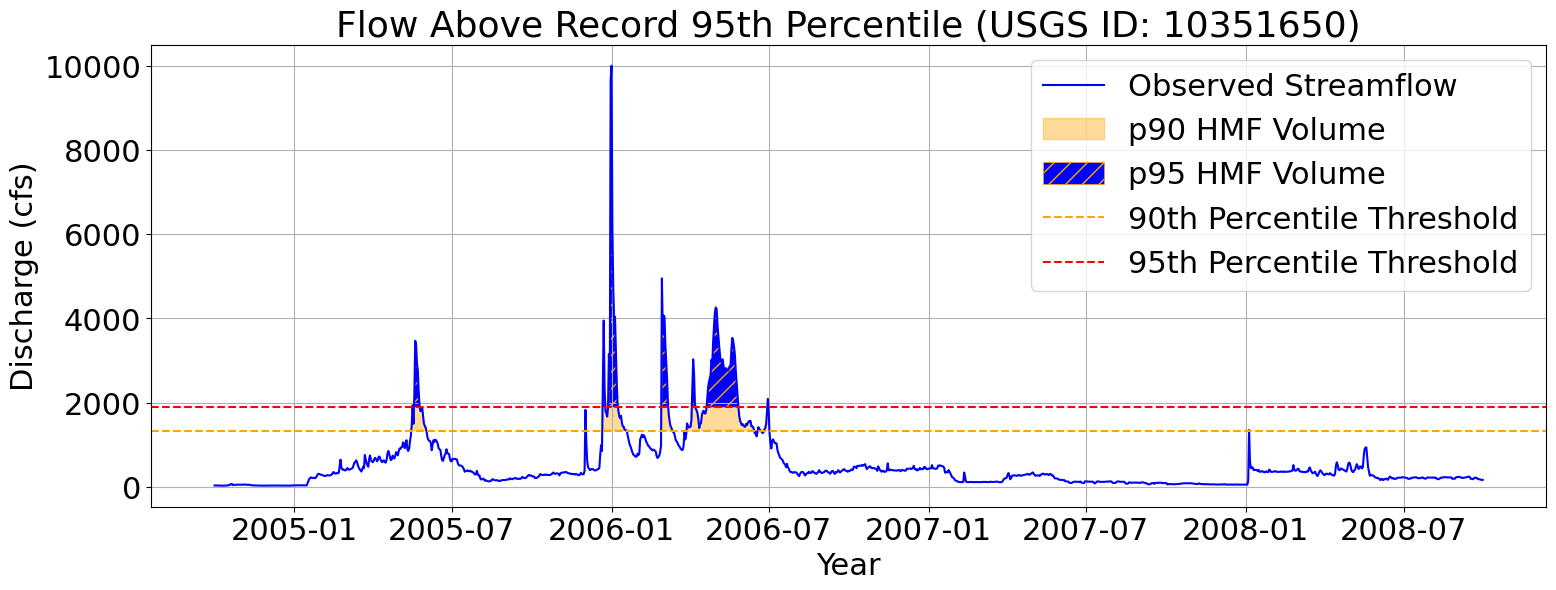 Flow Above Record 95th Percentile (USGS ID: 10351650)
10000
8000
6000
4000
2000
0
Discharge (cfs)
Observed Streamflow
p90 HMF Volume
p95 HMF Volume
90th Percentile Threshold
95th Percentile Threshold
2005-01 2005-07 2006-01 2006-07 2007-01 2007-07 2008-01 2008-07
Year